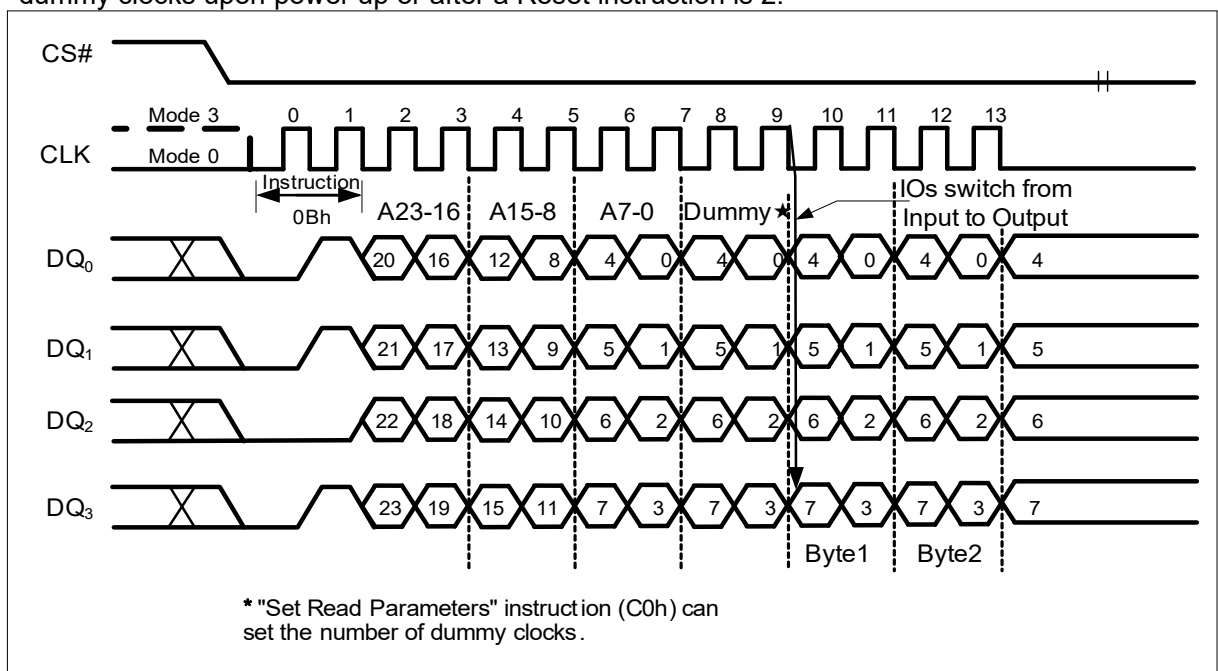 dummy clocks upon power up or after a Reset instruction is 2.
CS#
Mode 3 0 1 2 3 4 5 6 7 8 9 10 11 12 13
CLK
Mode 0
Instruction
0Bh
A23-16 A15-8 A7-0 Dummy★
IOs switch from
Input to Output
DQ₀ 20 16 12 8 4 0 4 0 4 0 4 0 4
DQ₁ 21 17 13 9 5 1 5 1 5 1 5 1 5
DQ₂ 22 18 14 10 6 2 6 2 6 2 6 2 6
DQ₃ 23 19 15 11 7 3 7 3 7 3 7 3 7
Byte1 Byte2
* "Set Read Parameters" instruction (C0h) can
set the number of dummy clocks.